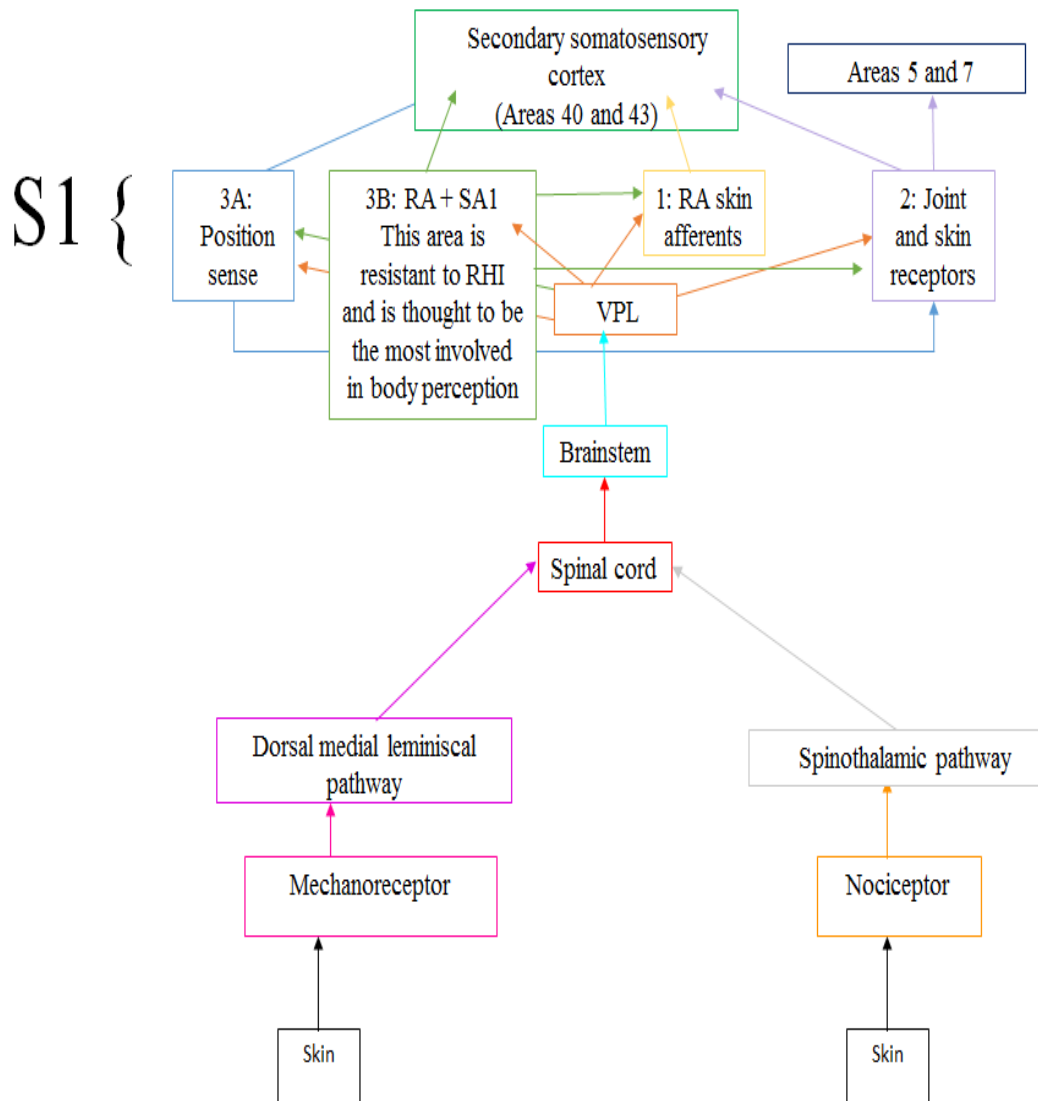 Secondary somatosensory
cortex
(Areas 40 and 43)
Areas 5 and 7
S1 {
3A:
Position
sense
3B: RA + SA1
This area is
resistant to RHI
and is thought to be
the most involved
in body perception
1: RA skin
afferents
2: Joint
and skin
receptors
VPL
Brainstem
Spinal cord
Dorsal medial leminiscal
pathway
Spinothalamic pathway
Mechanoreceptor
Nociceptor
Skin
Skin